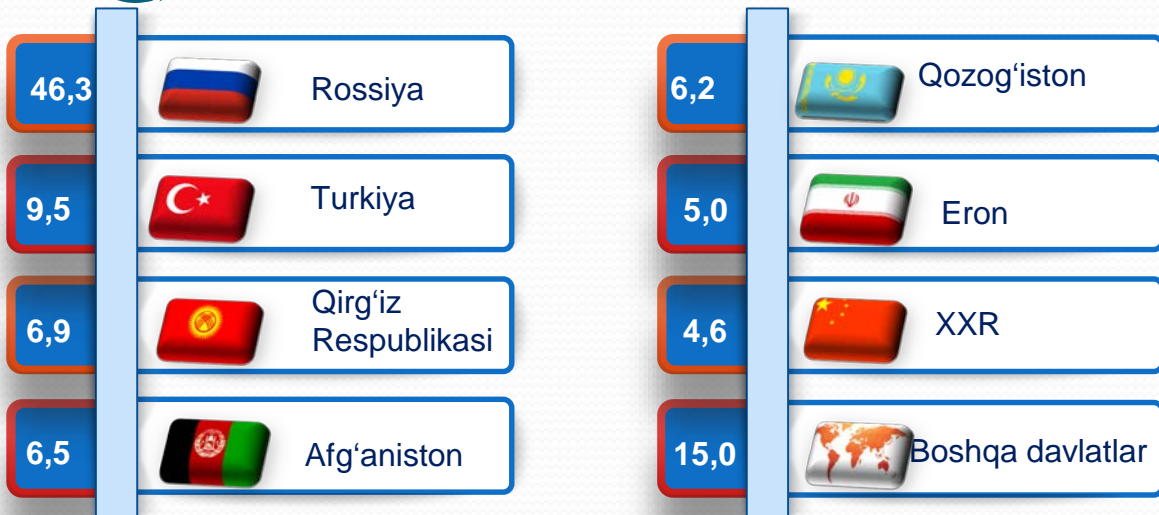 46,3
Rossiya
9,5
Turkiya
6,9
Qirg‘iz
Respublikasi
6,5
Afg‘aniston
6,2
Qozog‘iston
5,0
Eron
4,6
XXR
15,0
Boshqa davlatlar